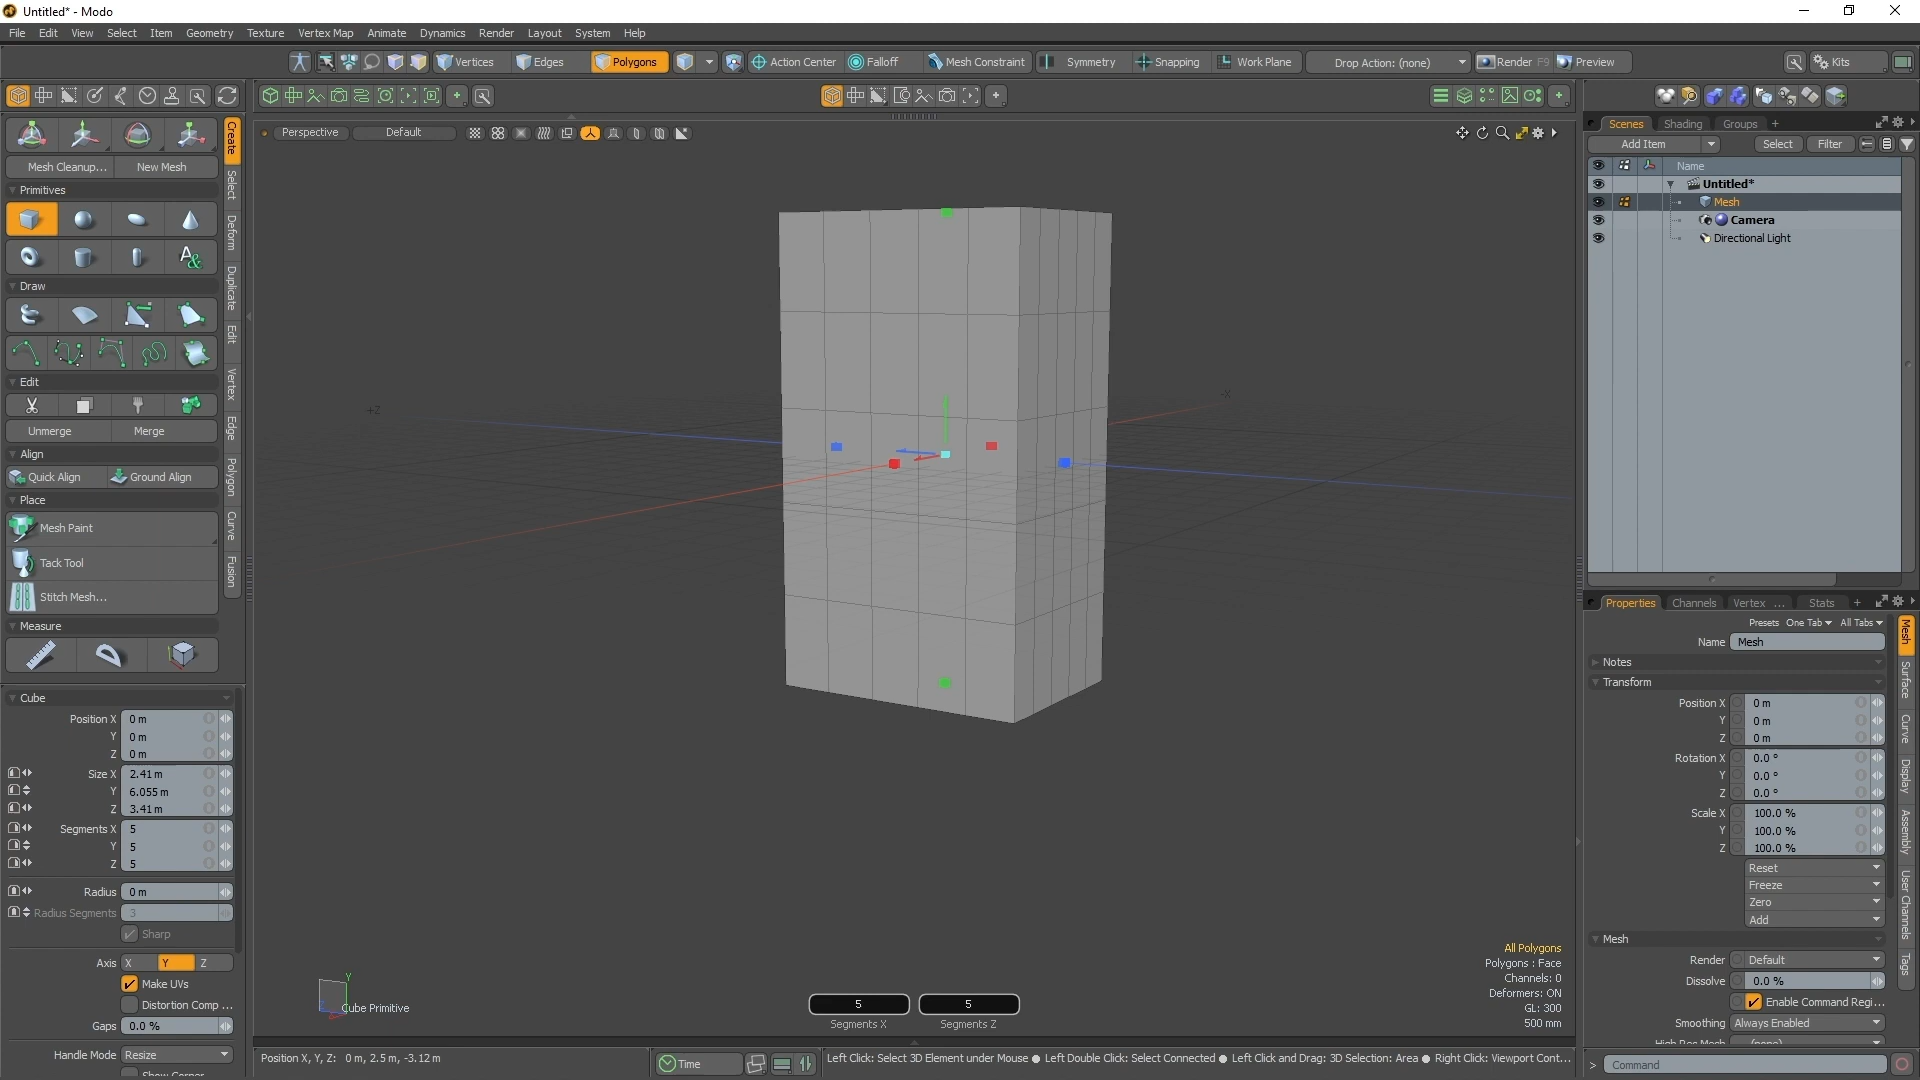 Untitled* - Modo
File Edit View Select Item Geometry Texture Vertex Map Animate Dynamics Render Layout System Help
Vertices Edges Polygons Action Center Falloff Mesh Constraint Symmetry Snapping Work Plane Drop Action: (none) Render F9 Preview Kits
Mesh Cleanup... New Mesh
Primitives
Draw
Edit
Unmerge Merge
Align
Quick Align Ground Align
Place
Mesh Paint
Tack Tool
Stitch Mesh...
Measure
Create
Select
Deform
Duplicate
Edit
Vertex
Edge
Polygon
Curve
Fusion
Cube
Position X 0 m
Y 0 m
Z 0 m
Size X 2.41 m
Y 6.055 m
Z 3.41 m
Segments X 5
Y 5
Z 5
Radius 0 m
Radius Segments 3
Sharp
Axis X Y Z
Make UVs
Distortion Comp ...
Gaps 0.0 %
Handle Mode Resize
Show Corner
Perspective Default
+Z
-X
Y
Z
Cube Primitive
5 5
Segments X Segments Z
All Polygons
Polygons : Face
Channels: 0
Deformers: ON
GL: 300
500 mm
Position X, Y, Z: 0 m, 2.5 m, -3.12 m
Time
Left Click: Select 3D Element under Mouse ● Left Double Click: Select Connected ● Left Click and Drag: 3D Selection: Area ● Right Click: Viewport Cont...
Scenes Shading Groups +
Add Item Select Filter
Name
Untitled*
Mesh
Camera
Directional Light
Properties Channels Vertex ... Stats +
Presets One Tab All Tabs
Name Mesh
Notes
Transform
Position X 0 m
Y 0 m
Z 0 m
Rotation X 0.0 °
Y 0.0 °
Z 0.0 °
Scale X 100.0 %
Y 100.0 %
Z 100.0 %
Reset
Freeze
Zero
Add
Mesh
Render Default
Dissolve 0.0 %
Enable Command Regi...
Smoothing Always Enabled
High Res Mesh (none)
Mesh
Surface
Curve
Display
Assembly
User Channels
Tags
> Command